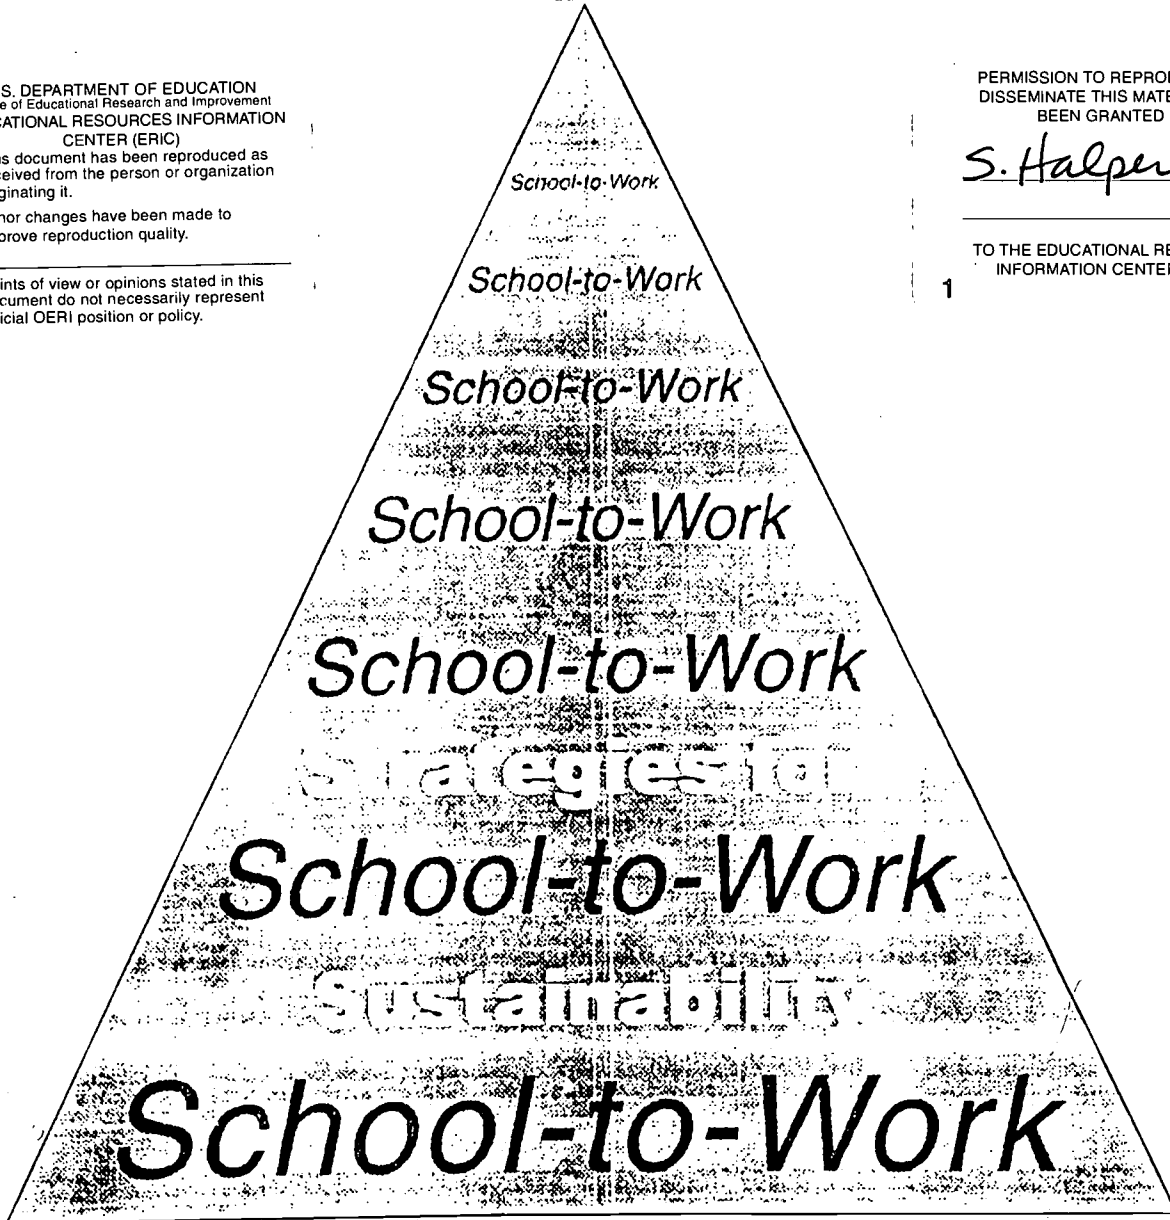 S. DEPARTMENT OF EDUCATION
e of Educational Research and Improvement
CATIONAL RESOURCES INFORMATION
CENTER (ERIC)
s document has been reproduced as
ceived from the person or organization
ginating it.
nor changes have been made to
prove reproduction quality.
ints of view or opinions stated in this
cument do not necessarily represent
icial OERI position or policy.
PERMISSION TO REPRO
DISSEMINATE THIS MATE
BEEN GRANTED
S. Halper
TO THE EDUCATIONAL RE
INFORMATION CENTER
1
School-to-Work
School-to-Work
School-to-Work
School-to-Work
School-to-Work
Strategies for
School-to-Work
Sustainability
School-to-Work